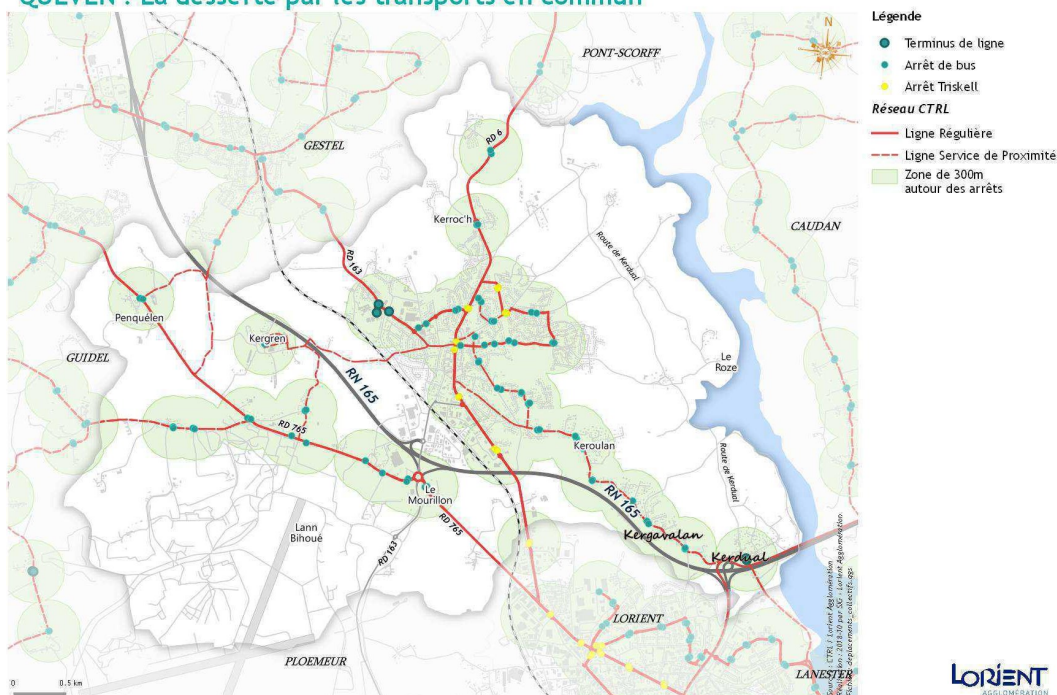 QUÉVEN : La desserte par les transports en commun
PONT-SCORFF
GESTEL
RD 6
Kerroc'h
CAUDAN
Route de Kerdual
RD 163
Penquélen
Kergren
GUIDEL
RN 165
Le
Roze
RD 765
Keroulan
Le
Mourillon
RN 165
Route de Kerdual
Lann
Bihoué
RD 163
RD 765
Kergavalan
Kerdual
LORIENT
PLOEMEUR
LANESTER
0
0.5 km
N
Légende
Terminus de ligne
Arrêt de bus
Arrêt Triskell
Réseau CTRL
Ligne Régulière
Ligne Service de Proximité
Zone de 300m
autour des arrêts
LORIENT
AGGLOMÉRATION